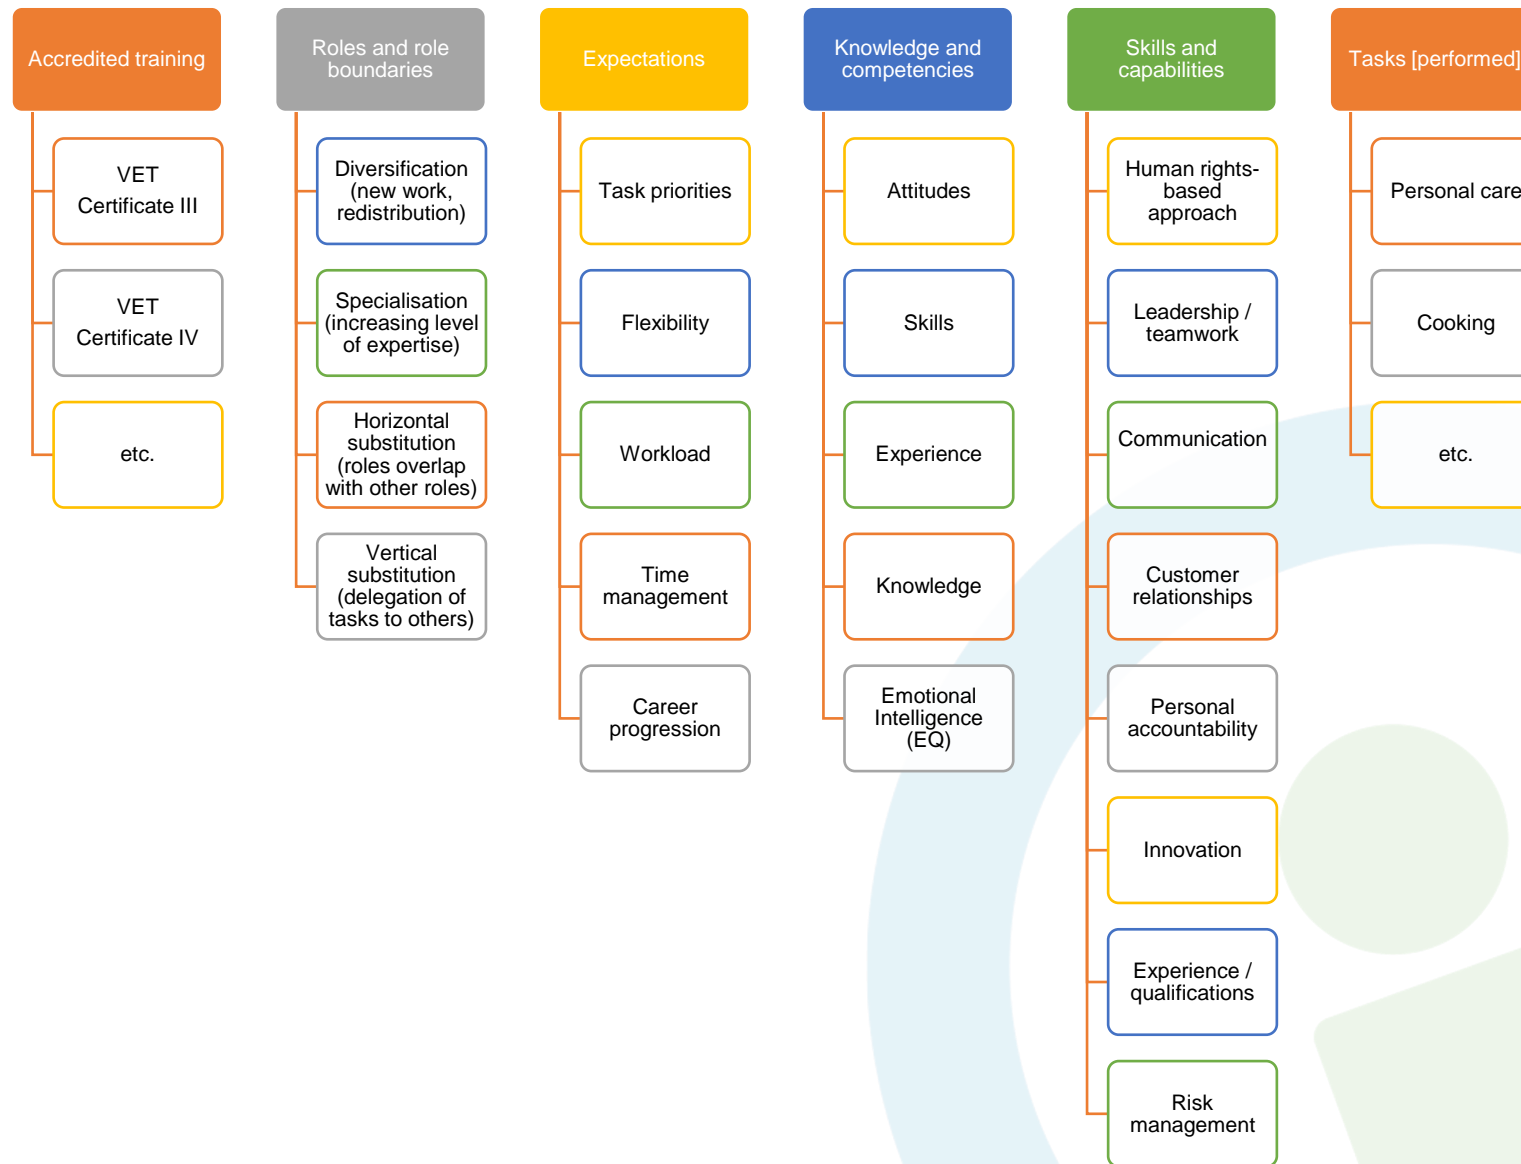 Accredited training
VET
Certificate III
VET
Certificate IV
etc.
Roles and role
boundaries
Diversification
(new work,
redistribution)
Specialisation
(increasing level
of expertise)
Horizontal
substitution
(roles overlap
with other roles)
Vertical
substitution
(delegation of
tasks to others)
Expectations
Task priorities
Flexibility
Workload
Time
management
Career
progression
Knowledge and
competencies
Attitudes
Skills
Experience
Knowledge
Emotional
Intelligence
(EQ)
Skills and
capabilities
Human rights-
based
approach
Leadership /
teamwork
Communication
Customer
relationships
Personal
accountability
Innovation
Experience /
qualifications
Risk
management
Tasks [performed]
Personal care
Cooking
etc.